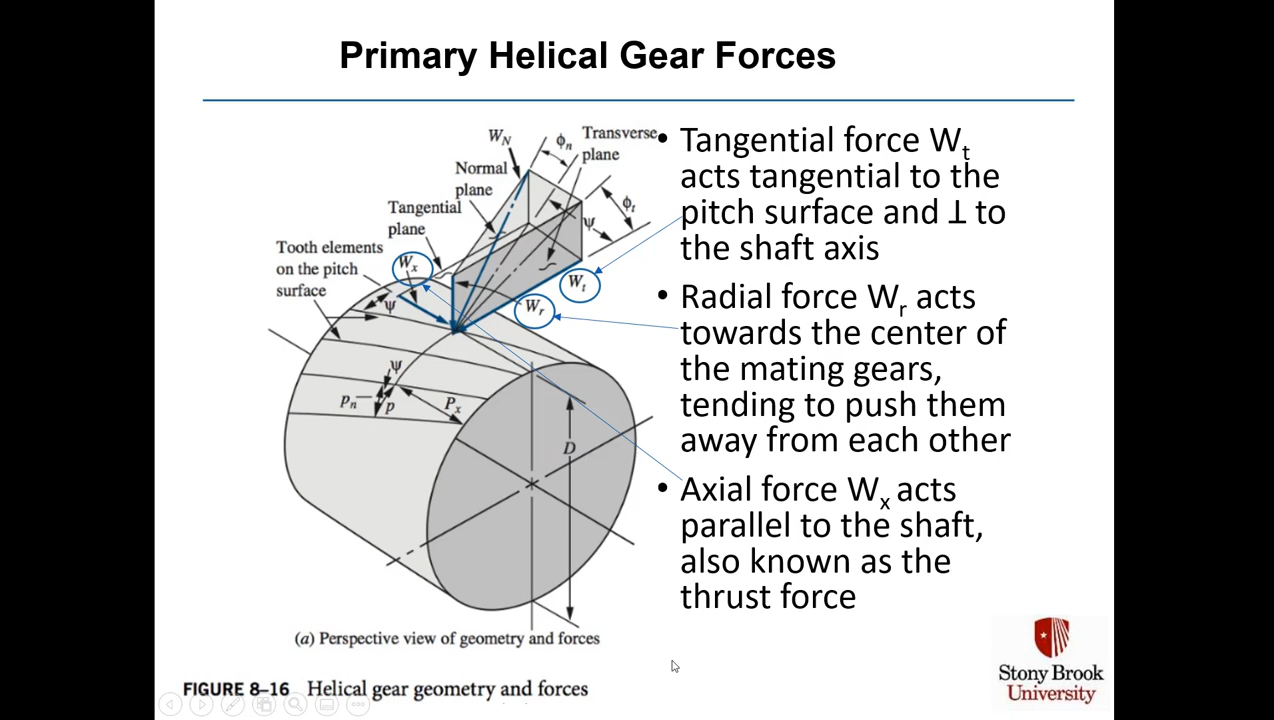 Primary Helical Gear Forces
W_N
ϕ_n
Transverse
plane
Normal
plane
Tangential
plane
ϕ_t
ψ
Tooth elements
on the pitch
surface
W_x
W_t
W_r
ψ
ψ
p_n
p
P_x
D
(a) Perspective view of geometry and forces
FIGURE 8–16 Helical gear geometry and forces
• Tangential force W_t
acts tangential to the
pitch surface and ⊥ to
the shaft axis
• Radial force W_r acts
towards the center of
the mating gears,
tending to push them
away from each other
• Axial force W_x acts
parallel to the shaft,
also known as the
thrust force
Stony Brook
University